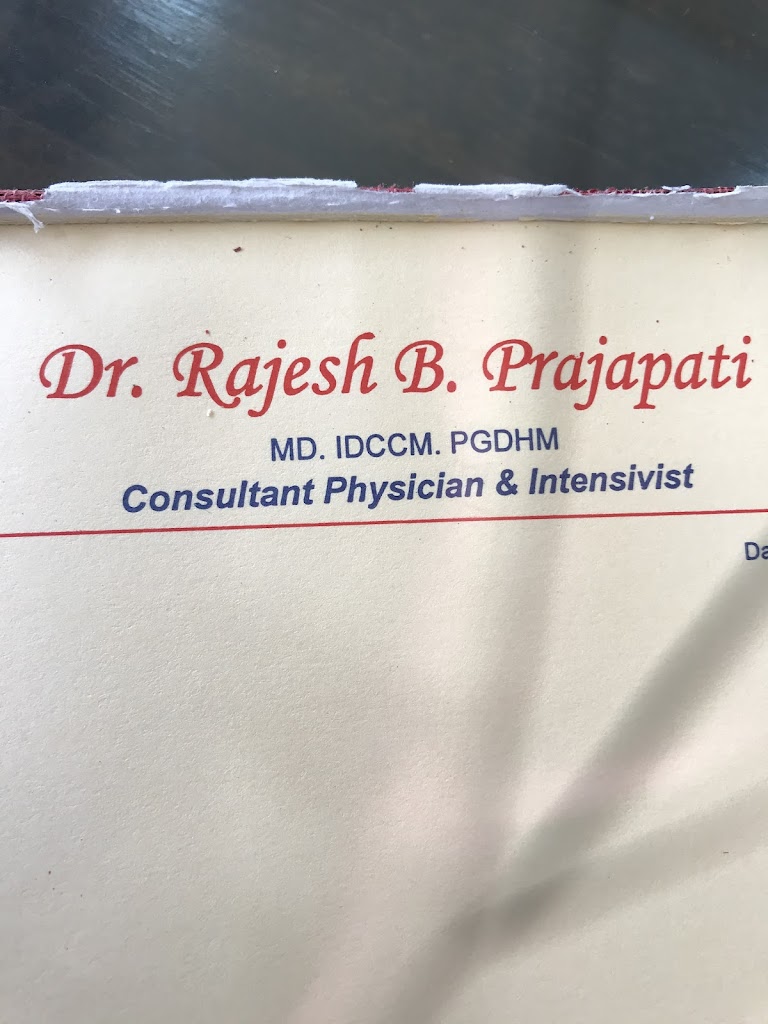 Dr. Rajesh B. Prajapati
MD. IDCCM. PGDHM
Consultant Physician & Intensivist